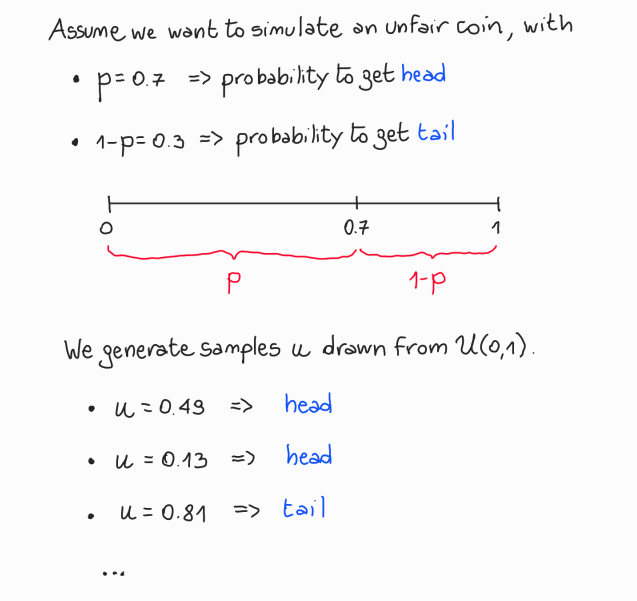 Assume we want to simulate an unfair coin, with
• p=0.7 => probability to get head
• 1-p=0.3 => probability to get tail
0 0.7 1
p 1-p
We generate samples u drawn from U(0,1).
• u = 0.49 => head
• u = 0.13 => head
• u = 0.81 => tail
...